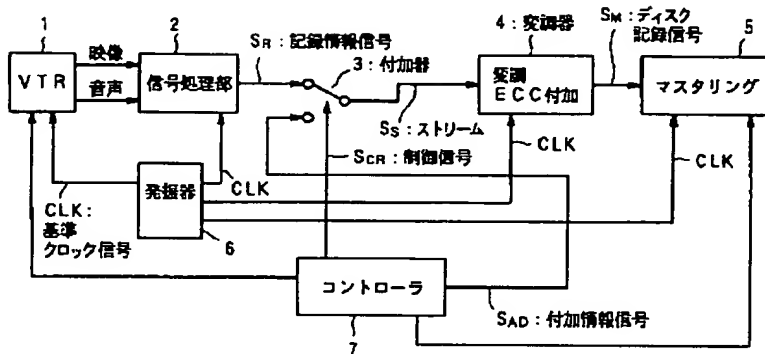 1
VTR
映像
音声
2
信号処理部
SR：記録情報信号
3：付加器
SS：ストリーム
SCR：制御信号
4：変調器
変調
ECC付加
SM：ディスク
記録信号
5
マスタリング
CLK
CLK
CLK
CLK：
基準
クロック信号
発振器
6
コントローラ
7
SAD：付加情報信号